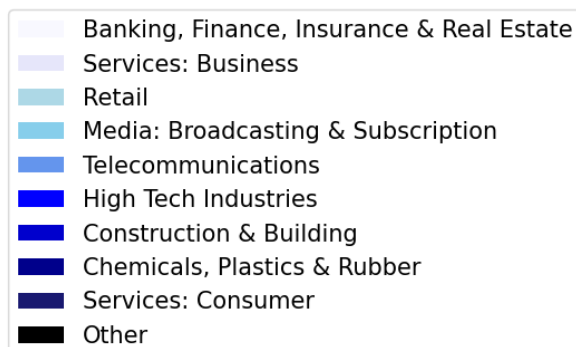 Banking, Finance, Insurance & Real Estate
Services: Business
Retail
Media: Broadcasting & Subscription
Telecommunications
High Tech Industries
Construction & Building
Chemicals, Plastics & Rubber
Services: Consumer
Other